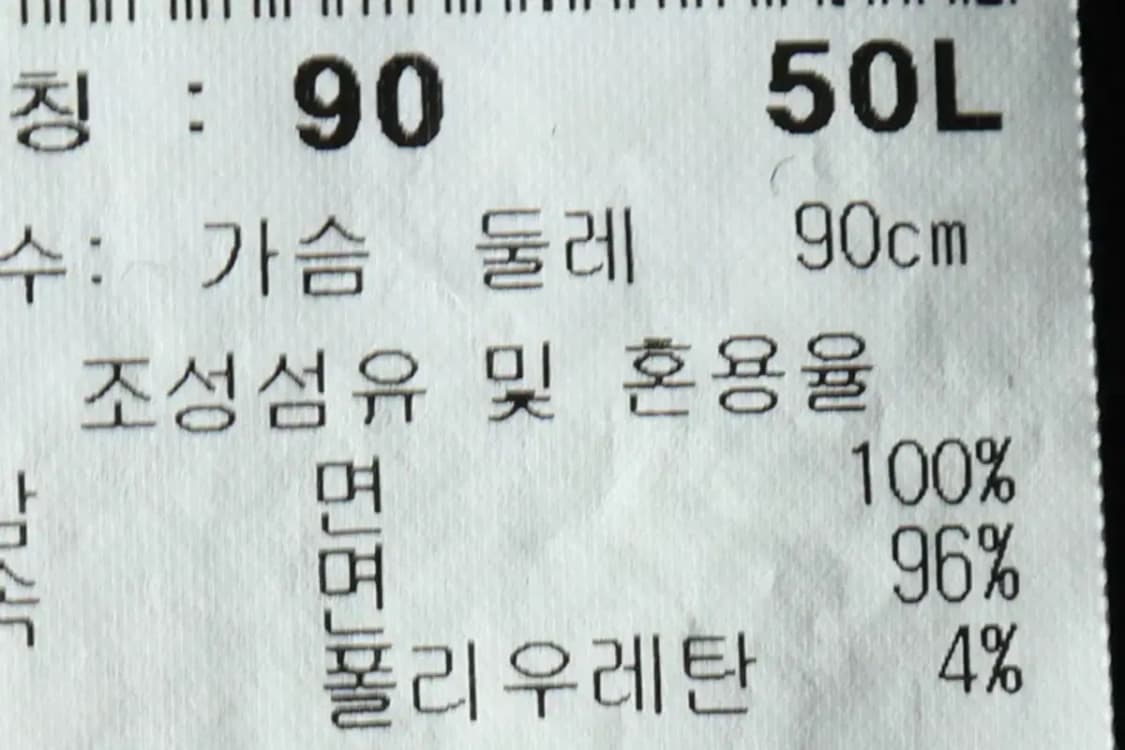 칭 : 90 50L
수: 가슴 둘레 90cm
조성섬유 및 혼용율
면 100%
면 96%
폴리우레탄 4%